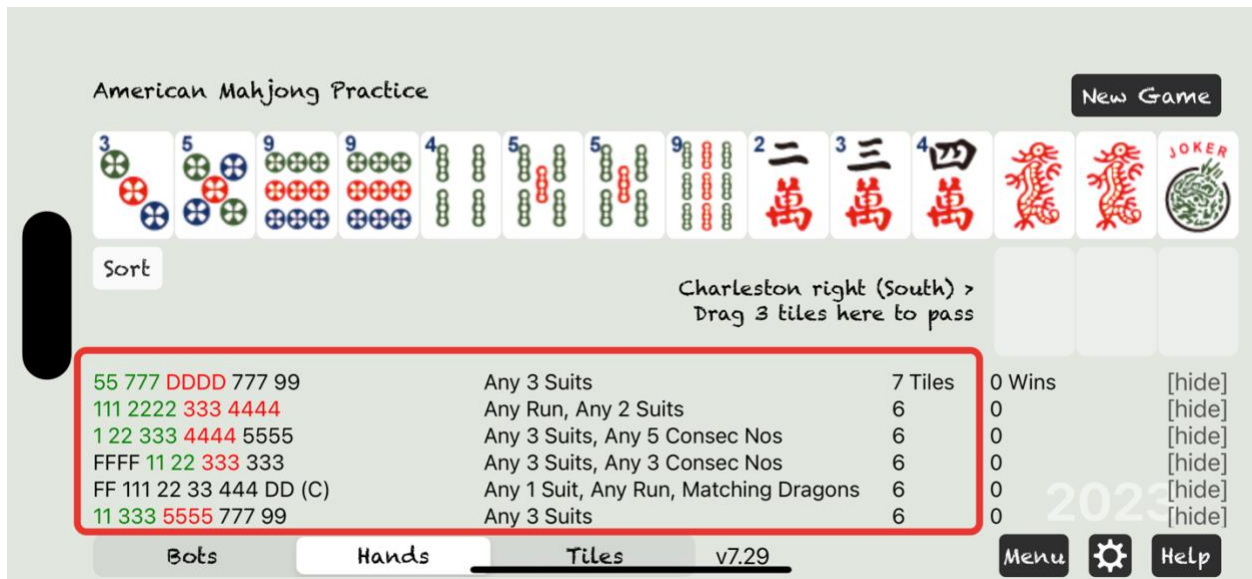 American Mahjong Practice
New Game
3 5 9 9 4 5 5 9 2 二 萬 3 三 萬 4 四 萬 JOKER
Sort
Charleston right (South) >
Drag 3 tiles here to pass
55 777 DDDD 777 99 Any 3 Suits 7 Tiles 0 Wins [hide]
111 2222 333 4444 Any Run, Any 2 Suits 6 0 [hide]
1 22 333 4444 5555 Any 3 Suits, Any 5 Consec Nos 6 0 [hide]
FFFF 11 22 333 333 Any 3 Suits, Any 3 Consec Nos 6 0 [hide]
FF 111 22 33 444 DD (C) Any 1 Suit, Any Run, Matching Dragons 6 0 [hide]
11 333 5555 777 99 Any 3 Suits 6 0 [hide]
2023
Bots Hands Tiles v7.29 Menu Help